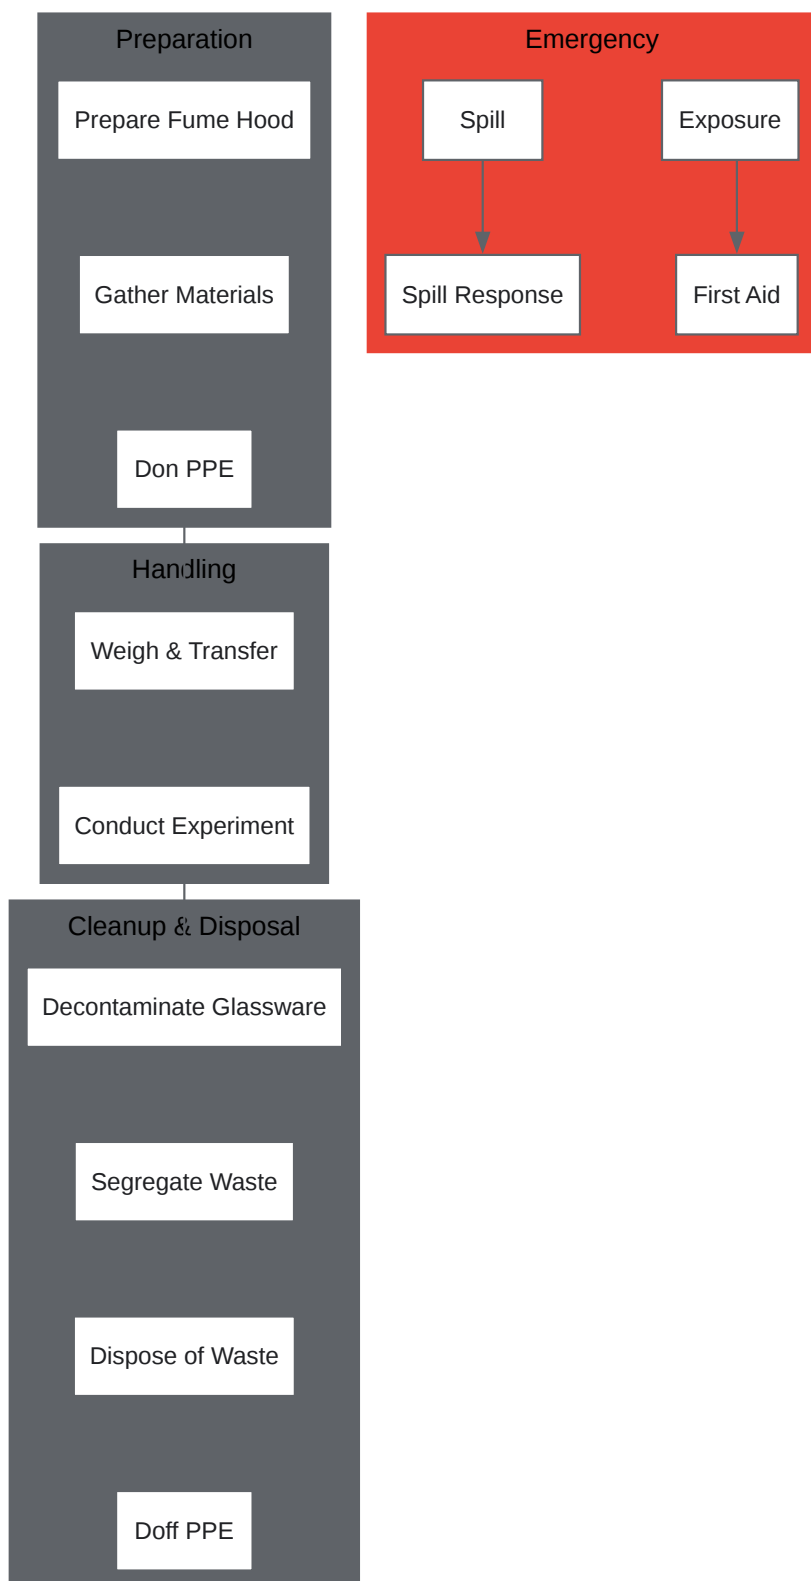 Preparation
Prepare Fume Hood
Gather Materials
Don PPE
Handling
Weigh & Transfer
Conduct Experiment
Cleanup & Disposal
Decontaminate Glassware
Segregate Waste
Dispose of Waste
Doff PPE
Emergency
Spill
Exposure
Spill Response
First Aid